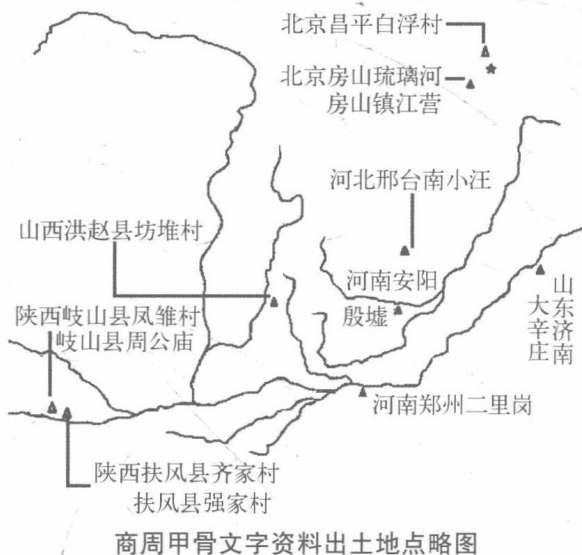 北京昌平白浮村
北京房山琉璃河
房山镇江营
河北邢台南小汪
山西洪赵县坊堆村
河南安阳
殷墟
山东济南
大辛庄
陕西岐山县凤雏村
岐山县周公庙
河南郑州二里岗
陕西扶风县齐家村
扶风县强家村
商周甲骨文字资料出土地点略图